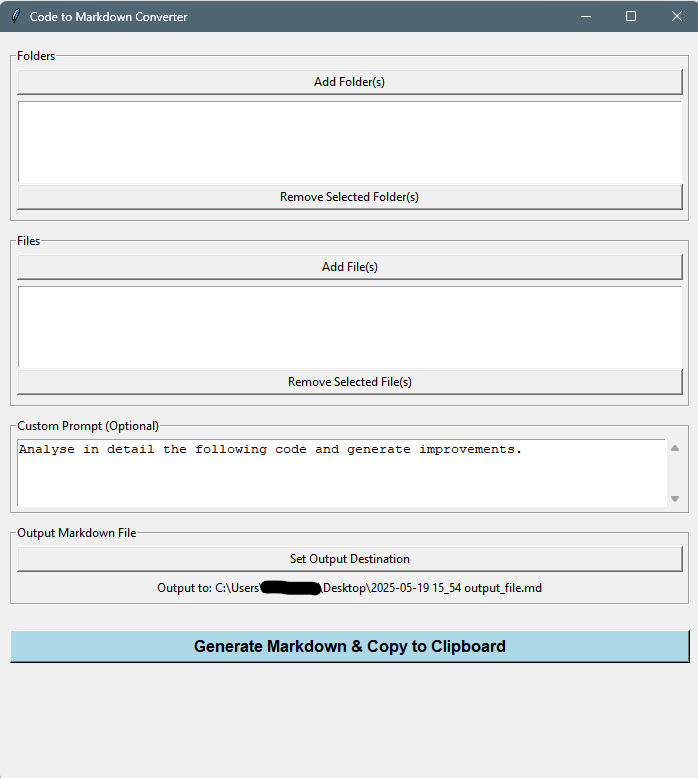 Code to Markdown Converter
Folders
Add Folder(s)
Remove Selected Folder(s)
Files
Add File(s)
Remove Selected File(s)
Custom Prompt (Optional)
Analyse in detail the following code and generate improvements.
Output Markdown File
Set Output Destination
Output to: C:\Users\ \Desktop\2025-05-19 15_54 output_file.md
Generate Markdown & Copy to Clipboard